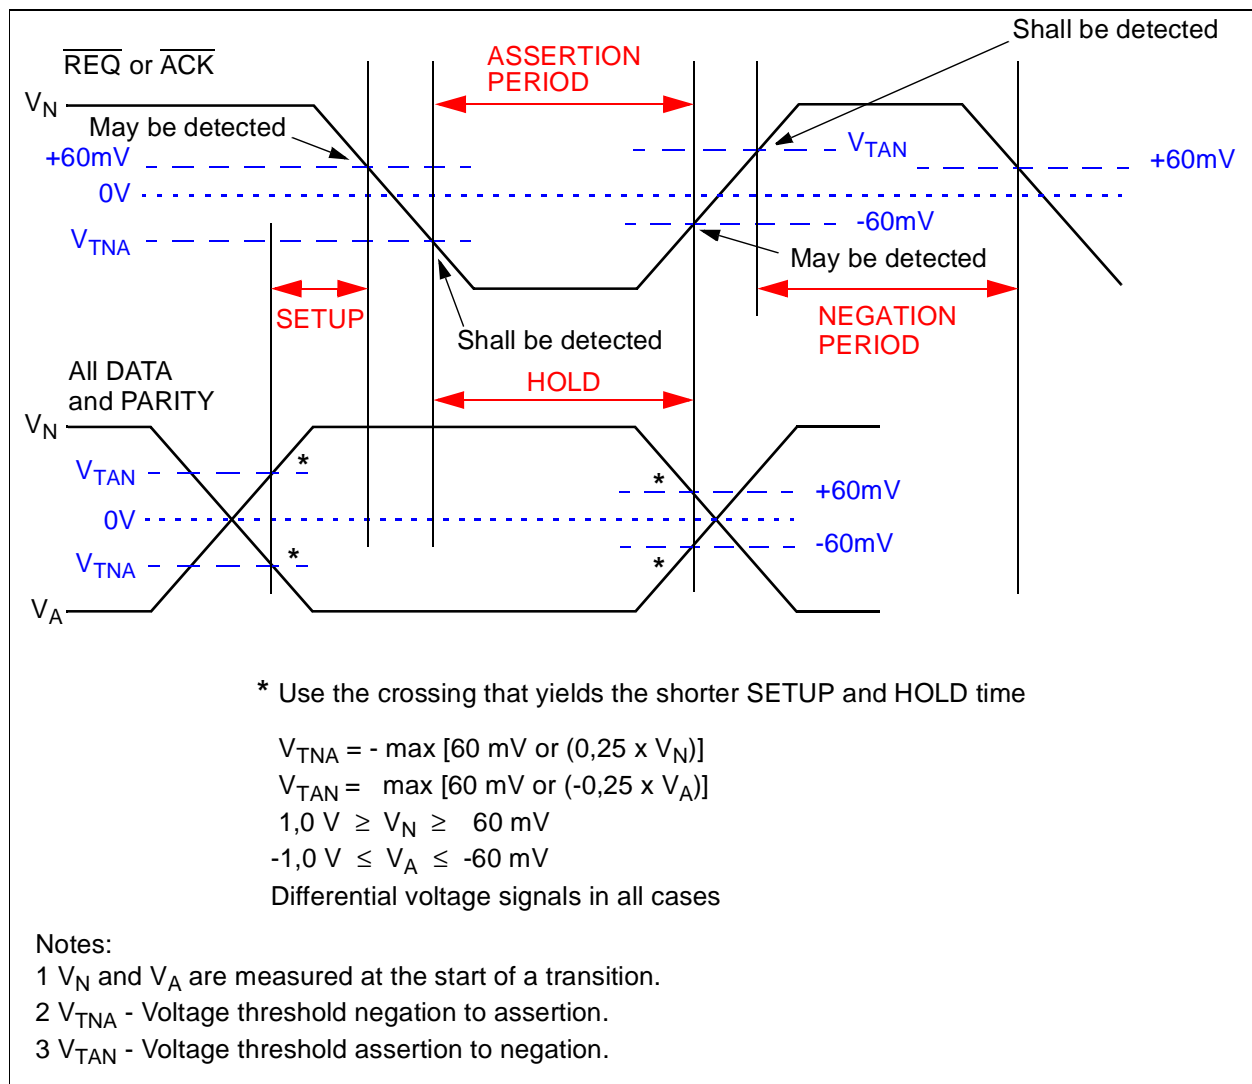 Shall be detected
REQ or ACK
ASSERTION
PERIOD
VN
May be detected
+60mV
VTAN
+60mV
0V
VTNA
-60mV
May be detected
SETUP
Shall be detected
NEGATION
PERIOD
All DATA
and PARITY
HOLD
VN
VTAN
*
*
+60mV
0V
VTNA
*
*
-60mV
VA
* Use the crossing that yields the shorter SETUP and HOLD time
VTNA = - max [60 mV or (0,25 x VN)]
VTAN = max [60 mV or (-0,25 x VA)]
1,0 V ≥ VN ≥ 60 mV
-1,0 V ≤ VA ≤ -60 mV
Differential voltage signals in all cases
Notes:
1 VN and VA are measured at the start of a transition.
2 VTNA - Voltage threshold negation to assertion.
3 VTAN - Voltage threshold assertion to negation.